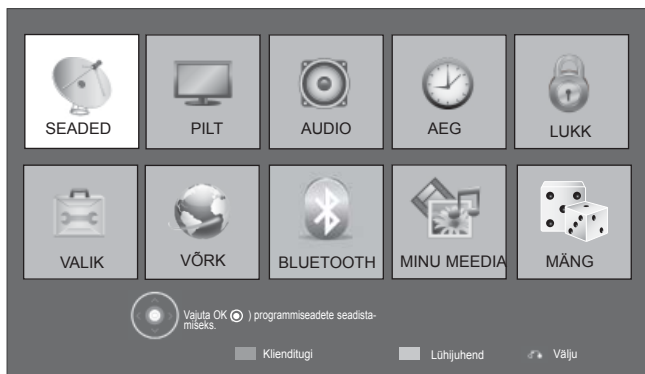 SEADED PILT AUDIO AEG LUKK
VALIK VÕRK BLUETOOTH MINU MEEDIA MÄNG
Vajuta OK ) programmiseadete seadista-
miseks.
Klienditugi Lühijuhend Välju